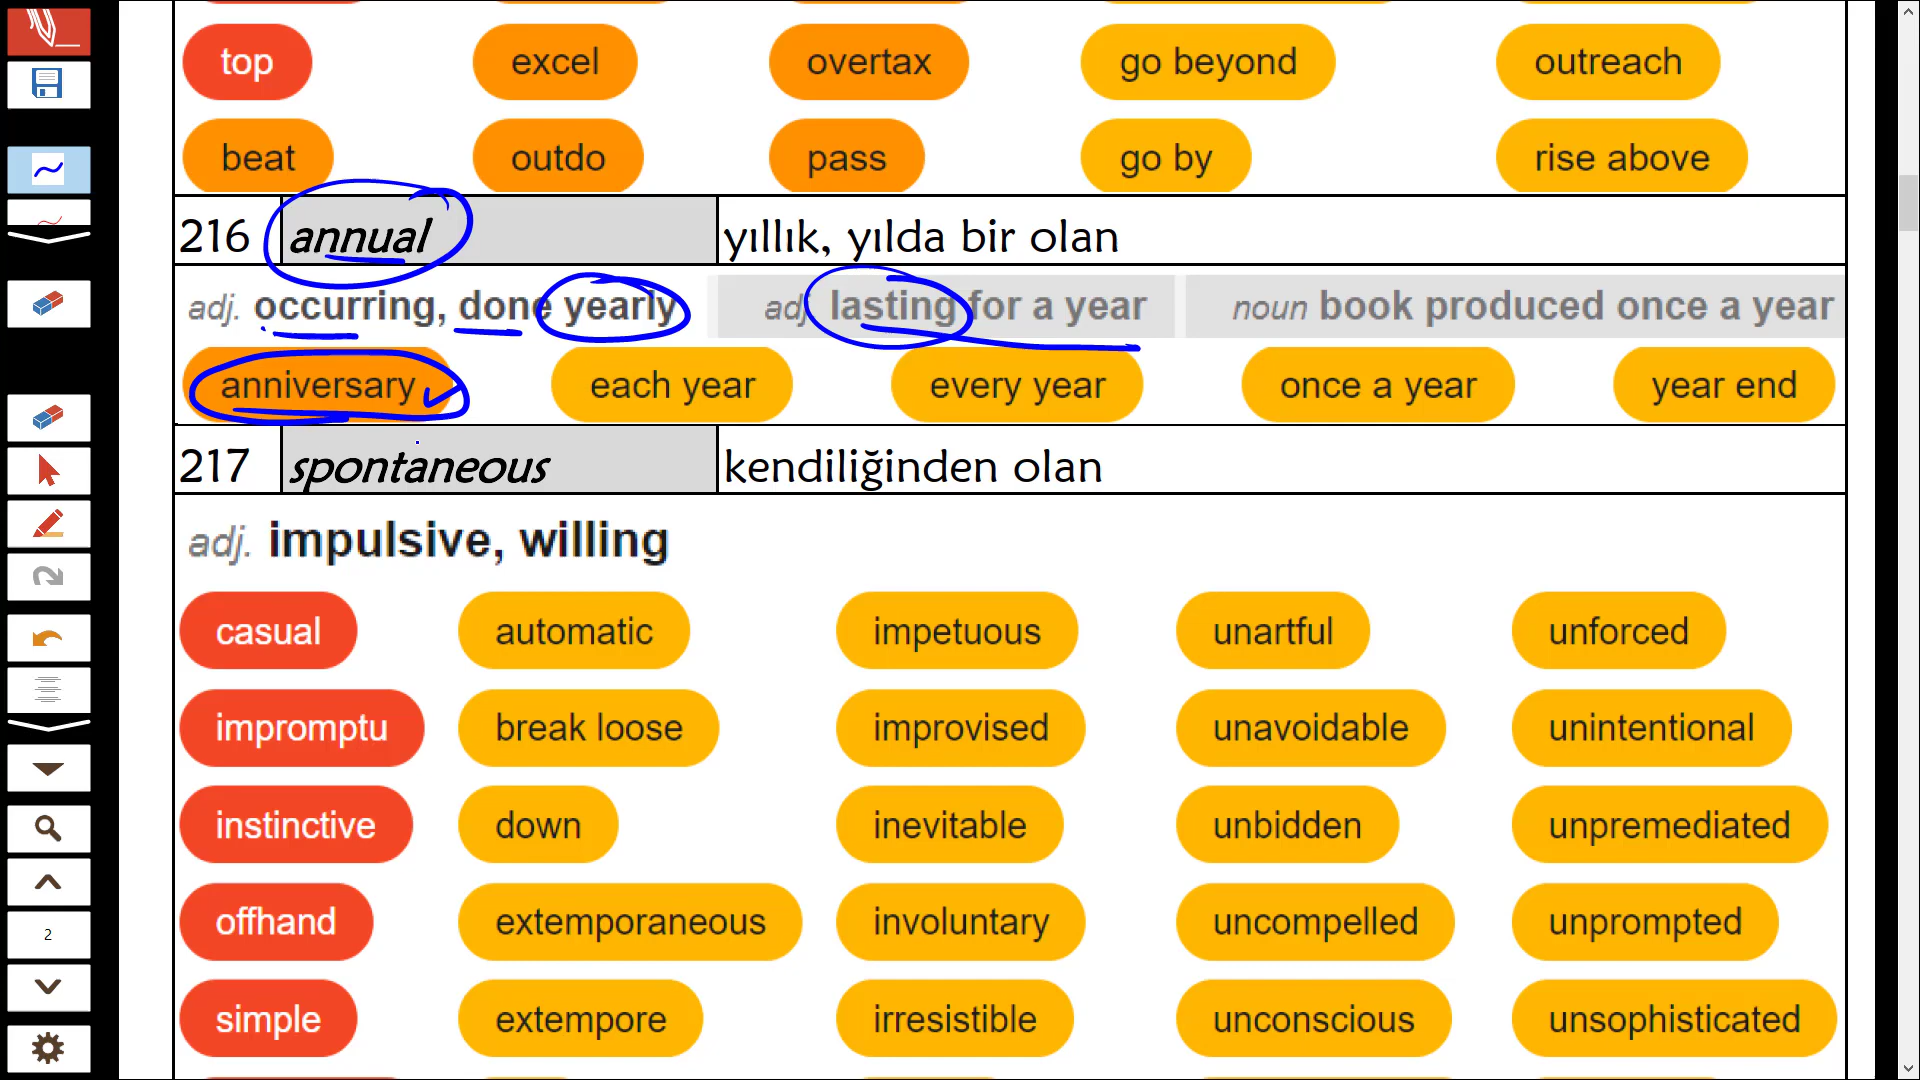 top excel overtax go beyond outreach
beat outdo pass go by rise above
216 annual yıllık, yılda bir olan
adj. occurring, done yearly adj lasting for a year noun book produced once a year
anniversary each year every year once a year year end
217 spontaneous kendiliğinden olan
adj. impulsive, willing
casual automatic impetuous unartful unforced
impromptu break loose improvised unavoidable unintentional
instinctive down inevitable unbidden unpremediated
offhand extemporaneous involuntary uncompelled unprompted
simple extempore irresistible unconscious unsophisticated
2